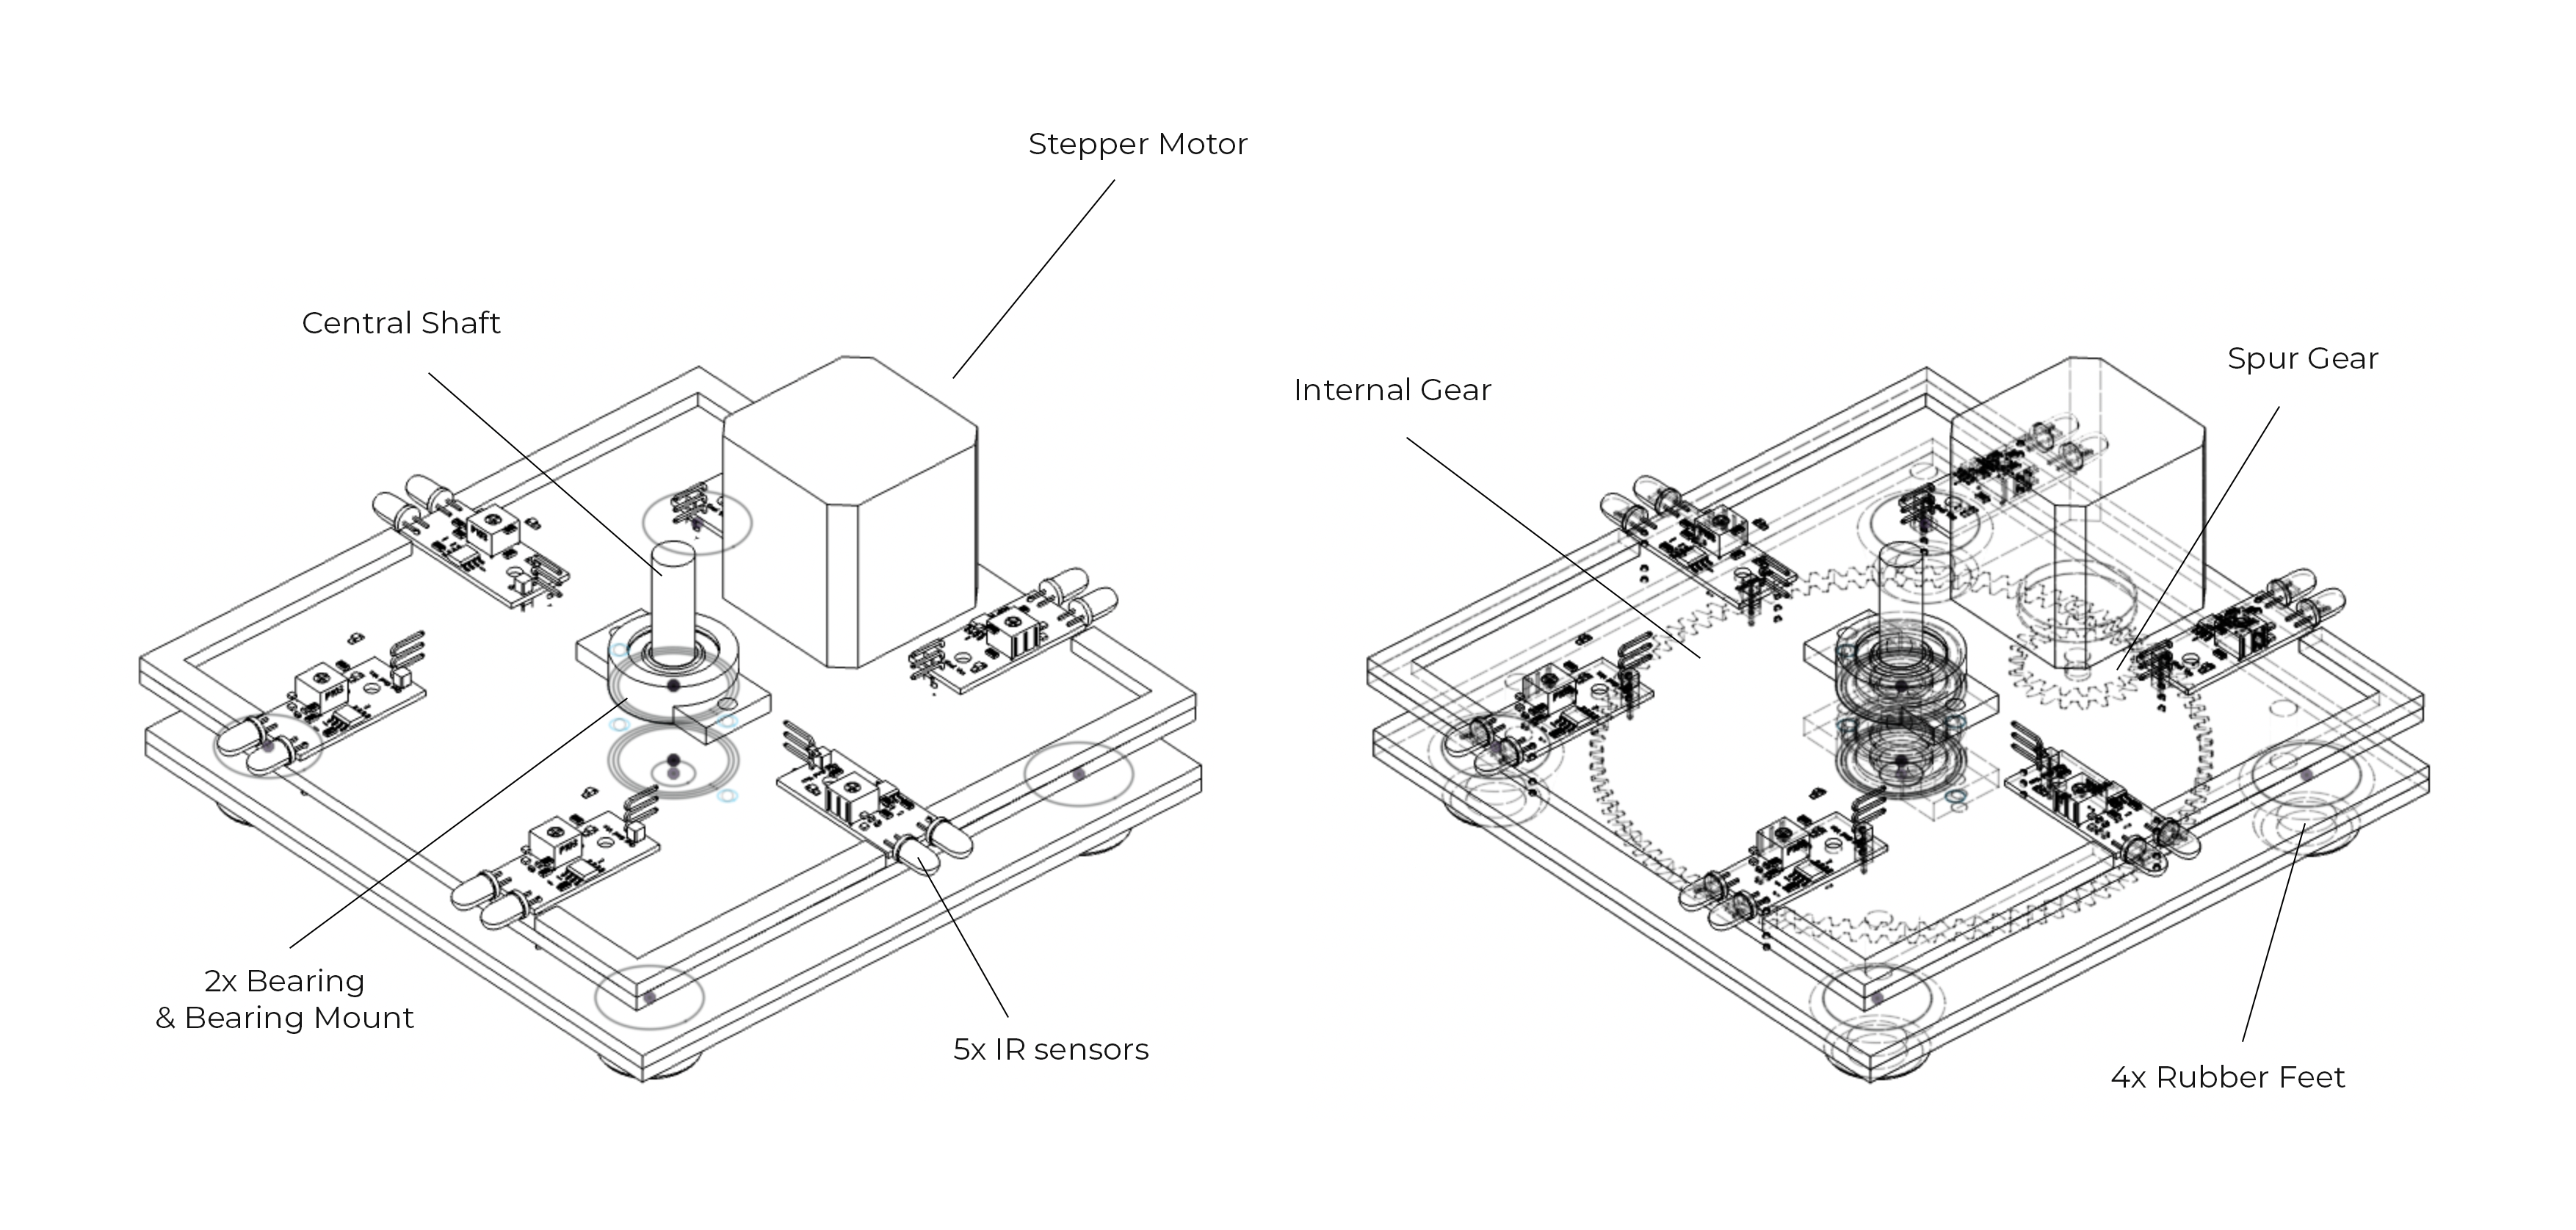 Stepper Motor
Central Shaft
2x Bearing
& Bearing Mount
5x IR sensors
Internal Gear
Spur Gear
4x Rubber Feet